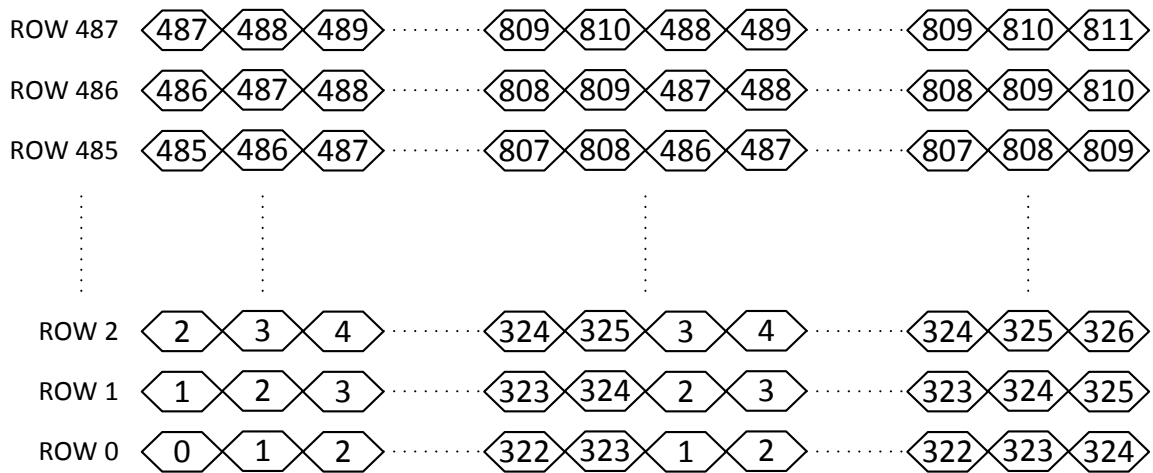 ROW 487 487 488 489 809 810 488 489 809 810 811
ROW 486 486 487 488 808 809 487 488 808 809 810
ROW 485 485 486 487 807 808 486 487 807 808 809
ROW 2 2 3 4 324 325 3 4 324 325 326
ROW 1 1 2 3 323 324 2 3 323 324 325
ROW 0 0 1 2 322 323 1 2 322 323 324